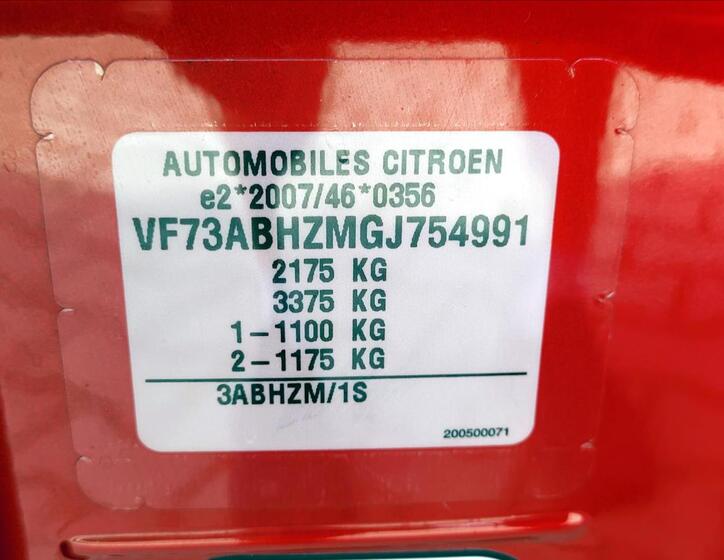 AUTOMOBILES CITROEN
e2*2007/46*0356
VF73ABHZMGJ754991
2175 KG
3375 KG
1-1100 KG
2-1175 KG
3ABHZM/1S
200500071